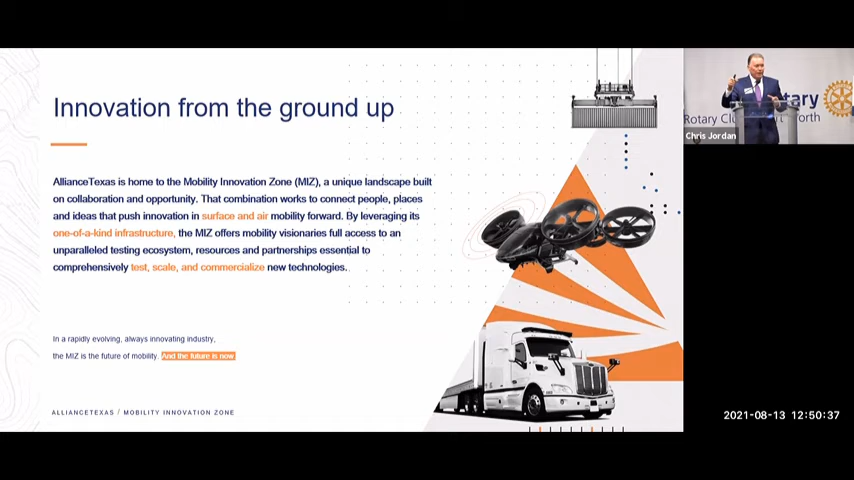 Innovation from the ground up
AllianceTexas is home to the Mobility Innovation Zone (MIZ), a unique landscape built
on collaboration and opportunity. That combination works to connect people, places
and ideas that push innovation in surface and air mobility forward. By leveraging its
one-of-a-kind infrastructure, the MIZ offers mobility visionaries full access to an
unparalleled testing ecosystem, resources and partnerships essential to
comprehensively test, scale, and commercialize new technologies.
In a rapidly evolving, always innovating industry,
the MIZ is the future of mobility. And the future is now
ALLIANCETEXAS / MOBILITY INNOVATION ZONE
tary
Rotary Clu rt orth
Chris Jordan
2021-08-13 12:50:37